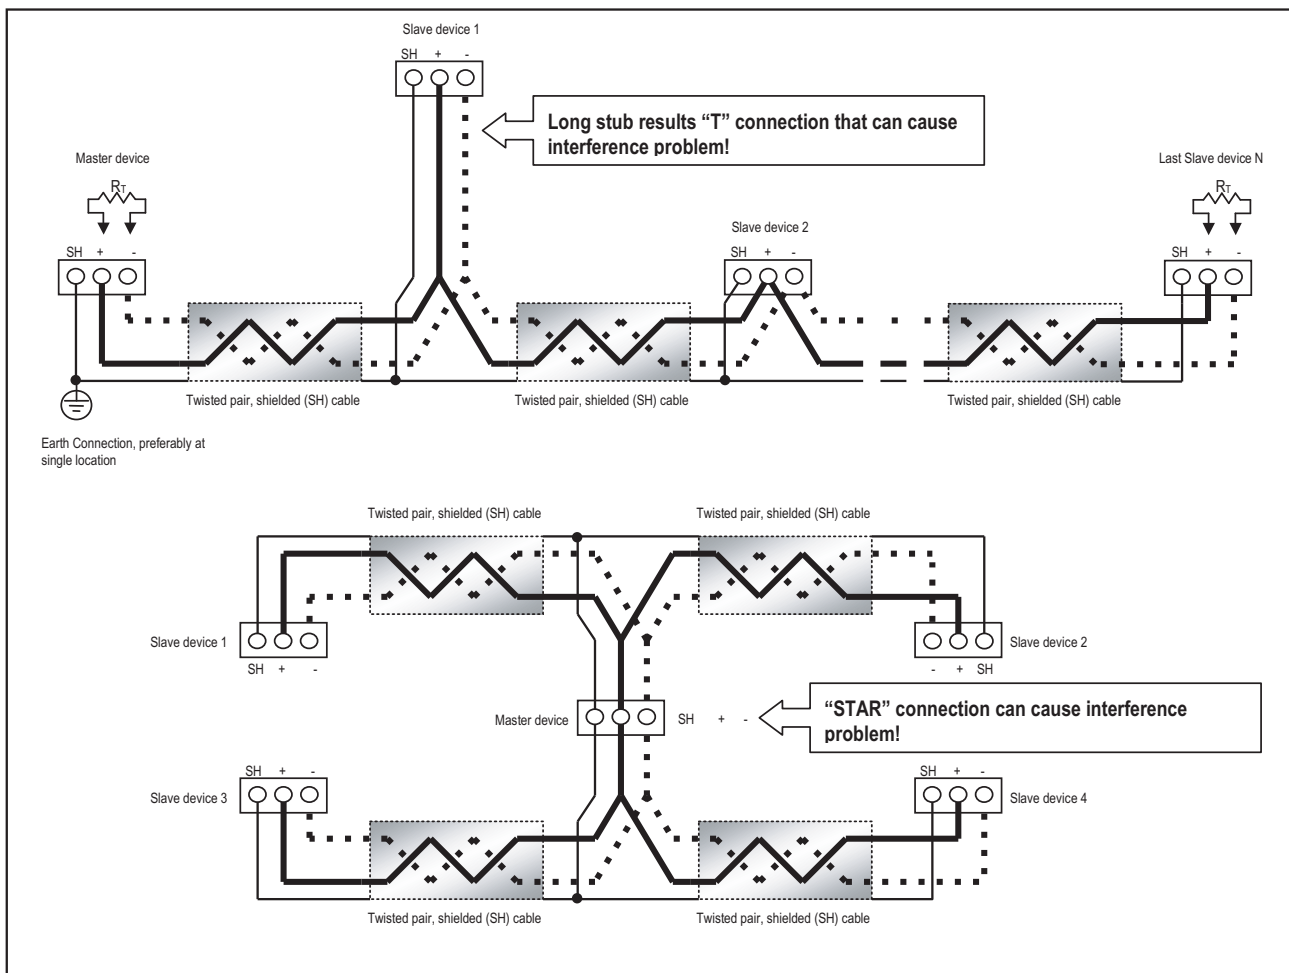 Slave device 1
SH + -
Long stub results “T” connection that can cause
interference problem!
Master device
RT
SH + -
Slave device 2
SH + -
Last Slave device N
RT
SH + -
Twisted pair, shielded (SH) cable
Twisted pair, shielded (SH) cable
Twisted pair, shielded (SH) cable
Earth Connection, preferably at
single location
Twisted pair, shielded (SH) cable
Twisted pair, shielded (SH) cable
Slave device 1
SH + -
Slave device 2
- + SH
Master device
SH + -
“STAR” connection can cause interference
problem!
SH + -
Slave device 3
SH + -
Slave device 4
Twisted pair, shielded (SH) cable
Twisted pair, shielded (SH) cable